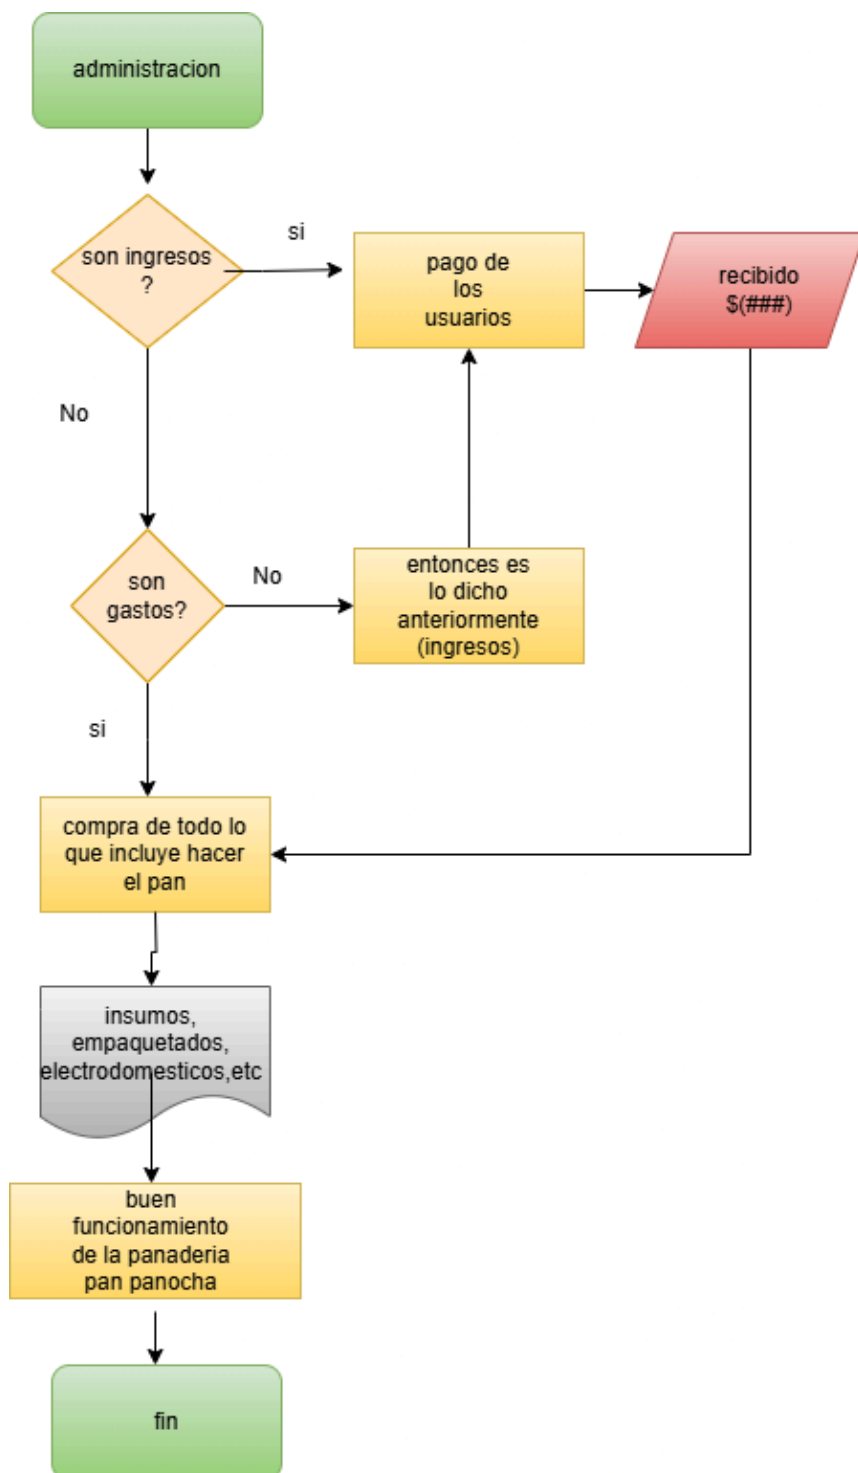 administracion
son ingresos
?
si
pago de
los
usuarios
recibido
$(###)
No
son
gastos?
No
entonces es
lo dicho
anteriormente
(ingresos)
si
compra de todo lo
que incluye hacer
el pan
insumos,
empaquetados,
electrodomesticos,etc
buen
funcionamiento
de la panaderia
pan panocha
fin